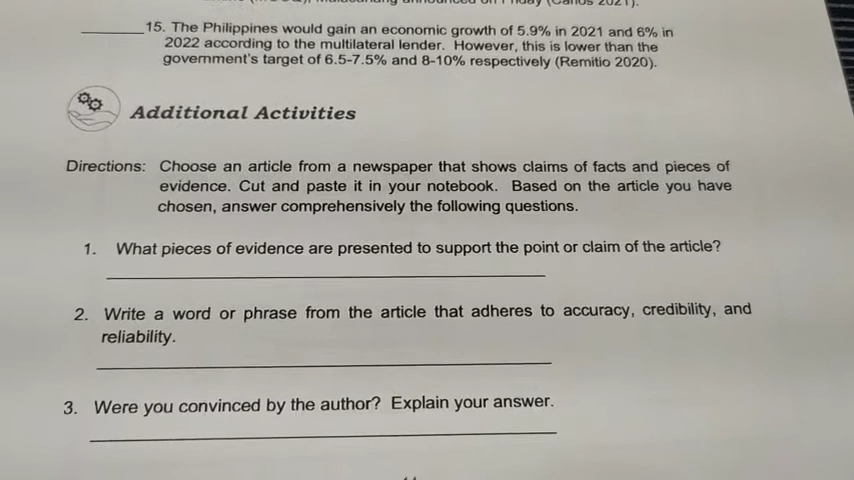 on Friday (Canos 2021).
______15. The Philippines would gain an economic growth of 5.9% in 2021 and 6% in
2022 according to the multilateral lender. However, this is lower than the
government's target of 6.5-7.5% and 8-10% respectively (Remitio 2020).
Additional Activities
Directions: Choose an article from a newspaper that shows claims of facts and pieces of
evidence. Cut and paste it in your notebook. Based on the article you have
chosen, answer comprehensively the following questions.
1. What pieces of evidence are presented to support the point or claim of the article?
2. Write a word or phrase from the article that adheres to accuracy, credibility, and
reliability.
3. Were you convinced by the author? Explain your answer.